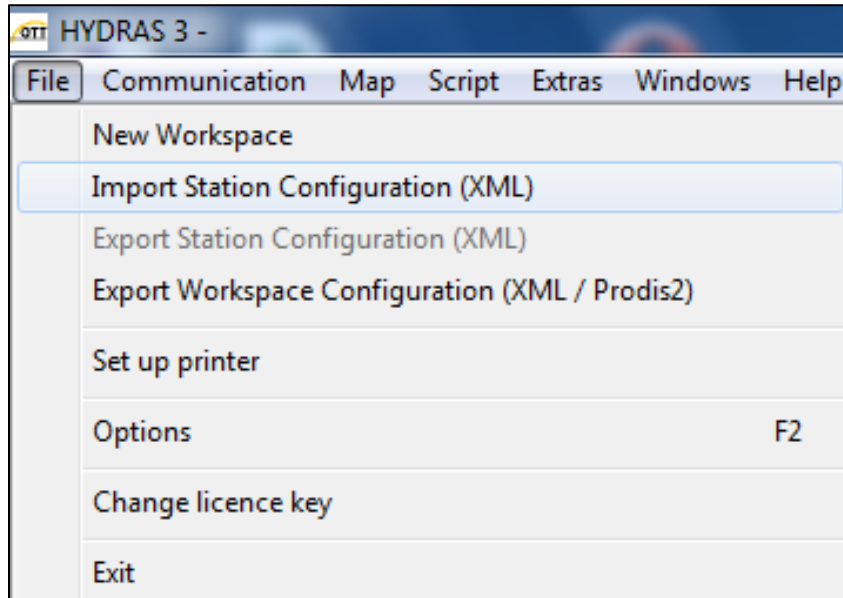 OTT HYDRAS 3 -
File Communication Map Script Extras Windows Help
New Workspace
Import Station Configuration (XML)
Export Station Configuration (XML)
Export Workspace Configuration (XML / Prodis2)
Set up printer
Options F2
Change licence key
Exit